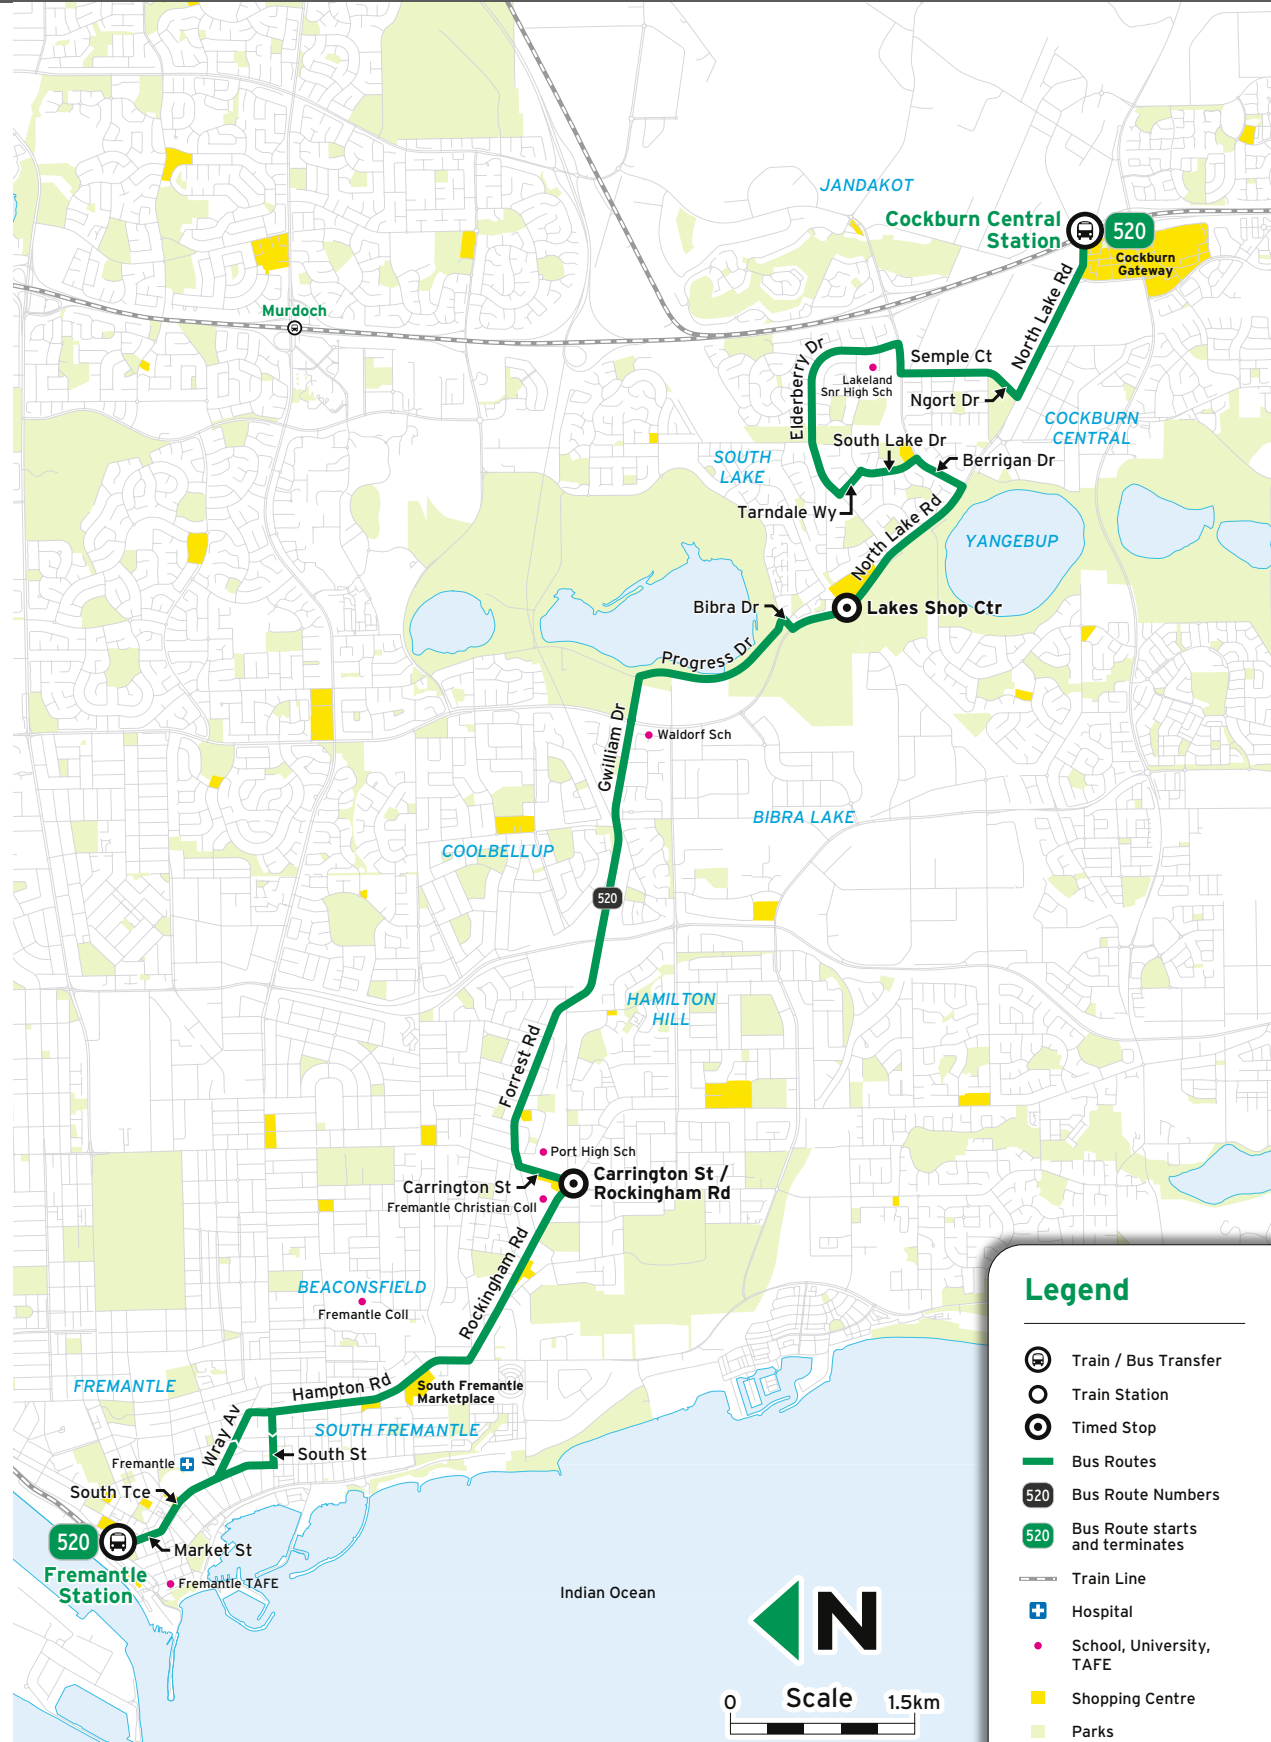 JANDAKOT
Cockburn Central
Station
520
Cockburn
Gateway
North Lake Rd
Murdoch
Elderberry Dr
Semple Ct
Lakeland
Snr High Sch
Ngort Dr
COCKBURN
CENTRAL
South Lake Dr
SOUTH
LAKE
Berrigan Dr
Tarndale Wy
North Lake Rd
YANGEBUP
Bibra Dr
Lakes Shop Ctr
Progress Dr
Gwilliam Dr
Waldorf Sch
BIBRA LAKE
COOLBELLUP
520
HAMILTON
HILL
Forrest Rd
Port High Sch
Carrington St /
Rockingham Rd
Carrington St
Fremantle Christian Coll
Rockingham Rd
BEACONSFIELD
Fremantle Coll
FREMANTLE
Hampton Rd
South Fremantle
Marketplace
Wray Av
SOUTH FREMANTLE
South St
Fremantle
South Tce
520
Market St
Fremantle
Station
Fremantle TAFE
Indian Ocean
N
Scale
0
1.5km
Legend
Train / Bus Transfer
Train Station
Timed Stop
Bus Routes
520
Bus Route Numbers
520
Bus Route starts
and terminates
Train Line
Hospital
School, University,
TAFE
Shopping Centre
Parks